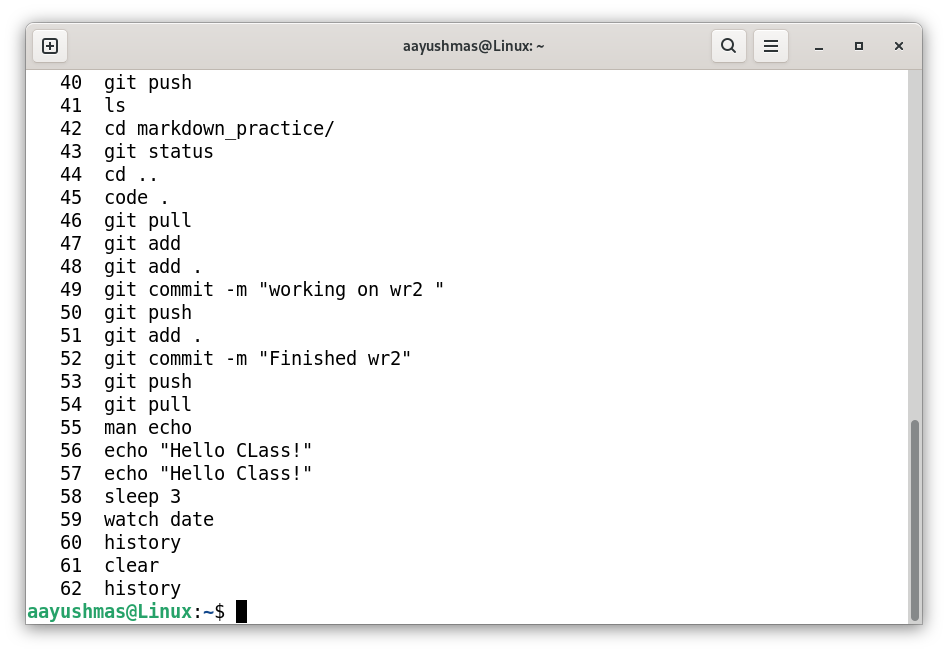 aayushmas@Linux: ~
40  git push
41  ls
42  cd markdown_practice/
43  git status
44  cd ..
45  code .
46  git pull
47  git add
48  git add .
49  git commit -m "working on wr2 "
50  git push
51  git add .
52  git commit -m "Finished wr2"
53  git push
54  git pull
55  man echo
56  echo "Hello CLass!"
57  echo "Hello Class!"
58  sleep 3
59  watch date
60  history
61  clear
62  history
aayushmas@Linux:~$